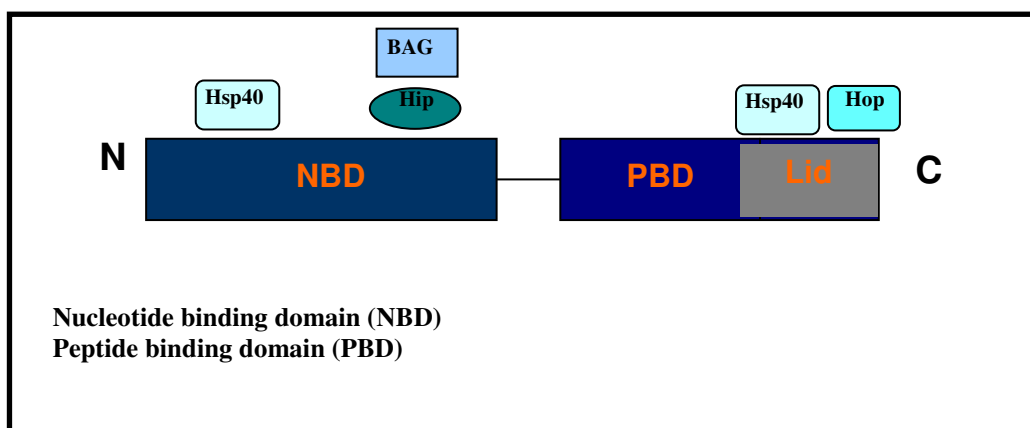 BAG
Hsp40
Hip
Hsp40
Hop
N
NBD
PBD
Lid
C
Nucleotide binding domain (NBD)
Peptide binding domain (PBD)